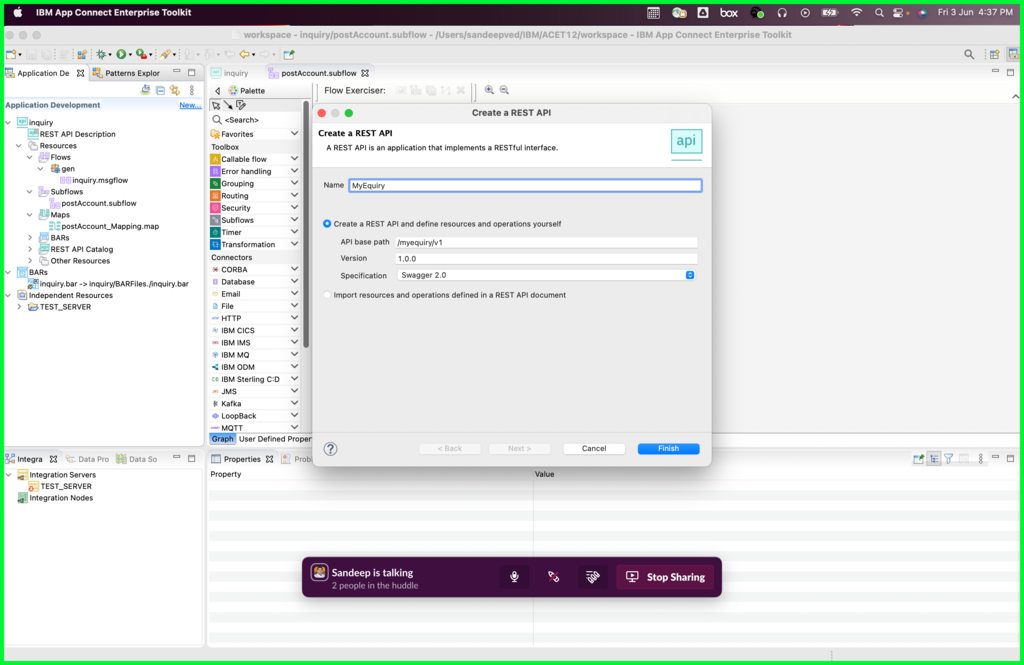 IBM App Connect Enterprise Toolkit
box
Fri 3 Jun 4:37 PM
workspace - inquiry/postAccount.subflow - /Users/sandeepved/IBM/ACET12/workspace - IBM App Connect Enterprise Toolkit
Application De
Patterns Explor
inquiry
postAccount.subflow
Application Development
New...
inquiry
REST API Description
Resources
Flows
gen
inquiry.msgflow
Subflows
postAccount.subflow
Maps
postAccount_Mapping.map
BARs
REST API Catalog
Other Resources
BARs
inquiry.bar -> inquiry/BARFiles./inquiry.bar
Independent Resources
TEST_SERVER
Palette
Flow Exerciser:
<Search>
Favorites
Toolbox
Callable flow
Error handling
Grouping
Routing
Security
Subflows
Timer
Transformation
Connectors
CORBA
Database
Email
File
HTTP
IBM CICS
IBM IMS
IBM MQ
IBM ODM
IBM Sterling C:D
JMS
Kafka
LoopBack
MQTT
Graph
User Defined Proper
Create a REST API
Create a REST API
A REST API is an application that implements a RESTful interface.
api
Name
MyEquiry
Create a REST API and define resources and operations yourself
API base path
/myequiry/v1
Version
1.0.0
Specification
Swagger 2.0
Import resources and operations defined in a REST API document
?
< Back
Next >
Cancel
Finish
Integra
Data Pro
Data So
Integration Servers
TEST_SERVER
Integration Nodes
Properties
Probl
Property
Value
Sandeep is talking
2 people in the huddle
Stop Sharing